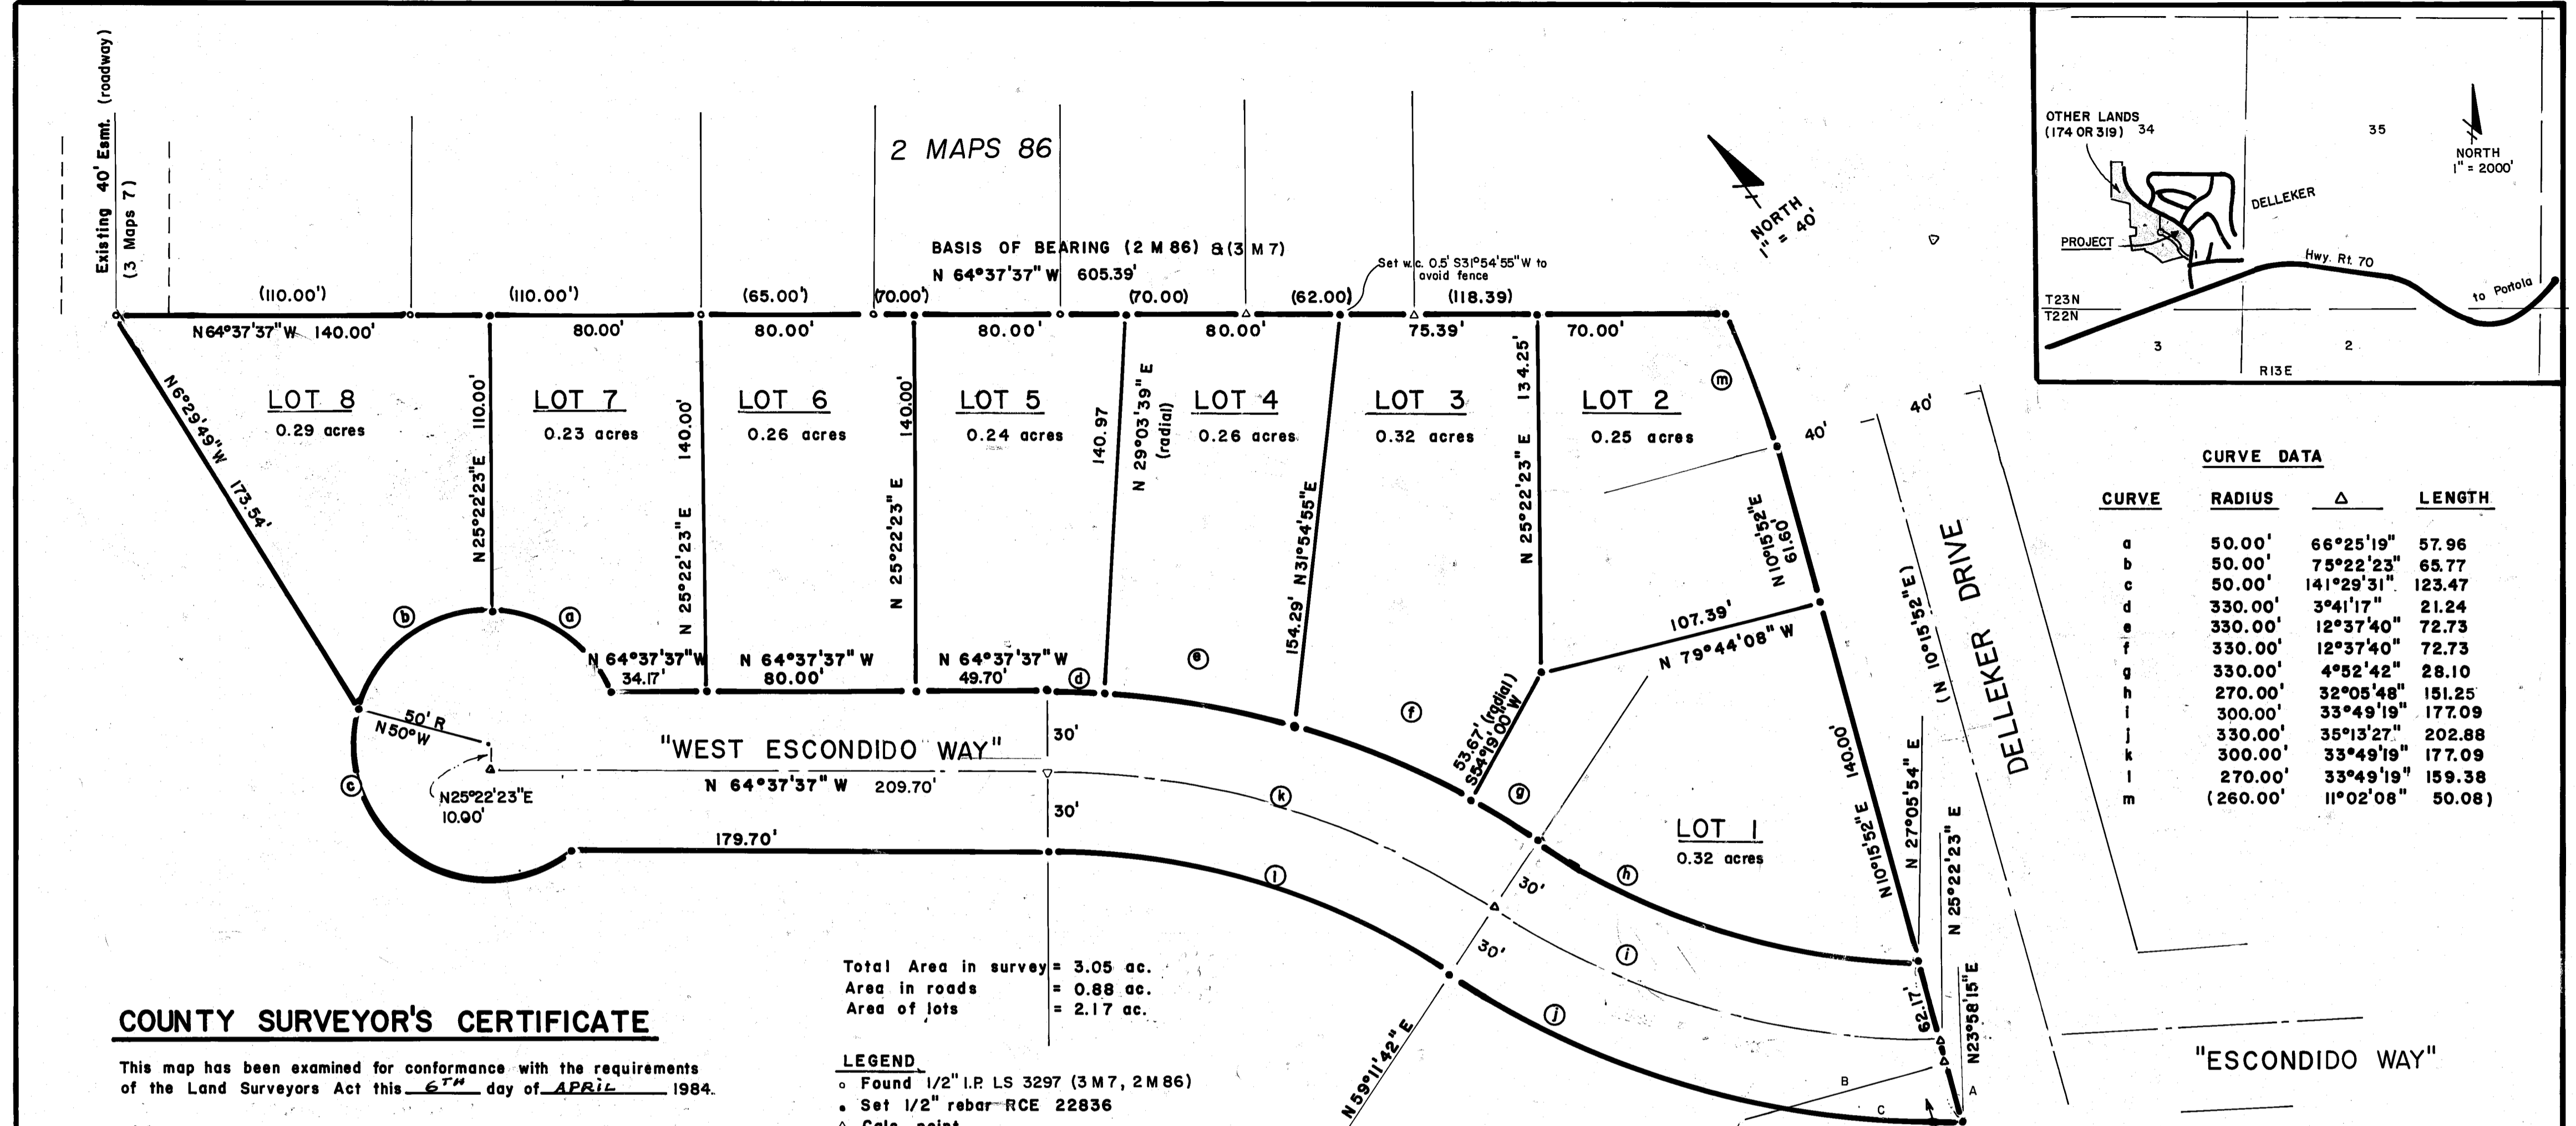 Existing 40' Esmt. (roadway)
(3 Maps 7)
2 MAPS 86
BASIS OF BEARING (2 M 86) & (3 M 7)
N 64°37'37" W 605.39'
Set w.c. 0.5' S31°54'55"W to
avoid fence
NORTH
1" = 40'
(110.00')
(110.00')
(65.00')
(70.00')
(70.00)
(62.00)
(118.39)
N64°37'37"W 140.00'
80.00'
80.00'
80.00'
80.00'
75.39'
70.00'
LOT 8
0.29 acres
LOT 7
0.23 acres
LOT 6
0.26 acres
LOT 5
0.24 acres
LOT 4
0.26 acres
LOT 3
0.32 acres
LOT 2
0.25 acres
N6°29'49"W 173.54'
N25°22'23"E 110.00'
N 25°22'23" E 140.00'
N 25°22'23" E 140.00'
140.97
N 29°03'39" E
(radial)
154.29' N31°54'55"E
N 25°22'23" E 134.25'
m
40'
40'
N10°15'52"E
61.60'
107.39'
N 79°44'08" W
b
a
N 64°37'37"W
34.17'
N 64°37'37" W
80.00'
N 64°37'37" W
49.70'
d
e
f
53.67' (radial)
S54°19'00"W
g
50' R
N50°W
c
N25°22'23"E
10.00'
"WEST ESCONDIDO WAY"
N 64°37'37" W 209.70'
30'
30'
179.70'
k
l
LOT 1
0.32 acres
h
30'
30'
i
j
N10°15'52"E 140.00'
N 27°05'54" E
N 25°22'23" E
(N 10°15'52"E)
DELLEKER DRIVE
62.17'
N23°58'15"E
A
B
C
N59°11'42"E
"ESCONDIDO WAY"
OTHER LANDS
(174 OR 319)
34
35
NORTH
1" = 2000'
DELLEKER
PROJECT
Hwy. Rt. 70
to Portola
T23N
T22N
3
2
R13E
CURVE DATA
CURVE RADIUS △ LENGTH
a 50.00' 66°25'19" 57.96
b 50.00' 75°22'23" 65.77
c 50.00' 141°29'31" 123.47
d 330.00' 3°41'17" 21.24
e 330.00' 12°37'40" 72.73
f 330.00' 12°37'40" 72.73
g 330.00' 4°52'42" 28.10
h 270.00' 32°05'48" 151.25
i 300.00' 33°49'19" 177.09
j 330.00' 35°13'27" 202.88
k 300.00' 33°49'19" 177.09
l 270.00' 33°49'19" 159.38
m (260.00' 11°02'08" 50.08)
Total Area in survey = 3.05 ac.
Area in roads = 0.88 ac.
Area of lots = 2.17 ac.
COUNTY SURVEYOR'S CERTIFICATE
This map has been examined for conformance with the requirements
of the Land Surveyors Act this 6TH day of APRIL 1984.
LEGEND
○ Found 1/2" I.P. LS 3297 (3 M 7, 2 M 86)
● Set 1/2" rebar RCE 22836
△ Calc. point